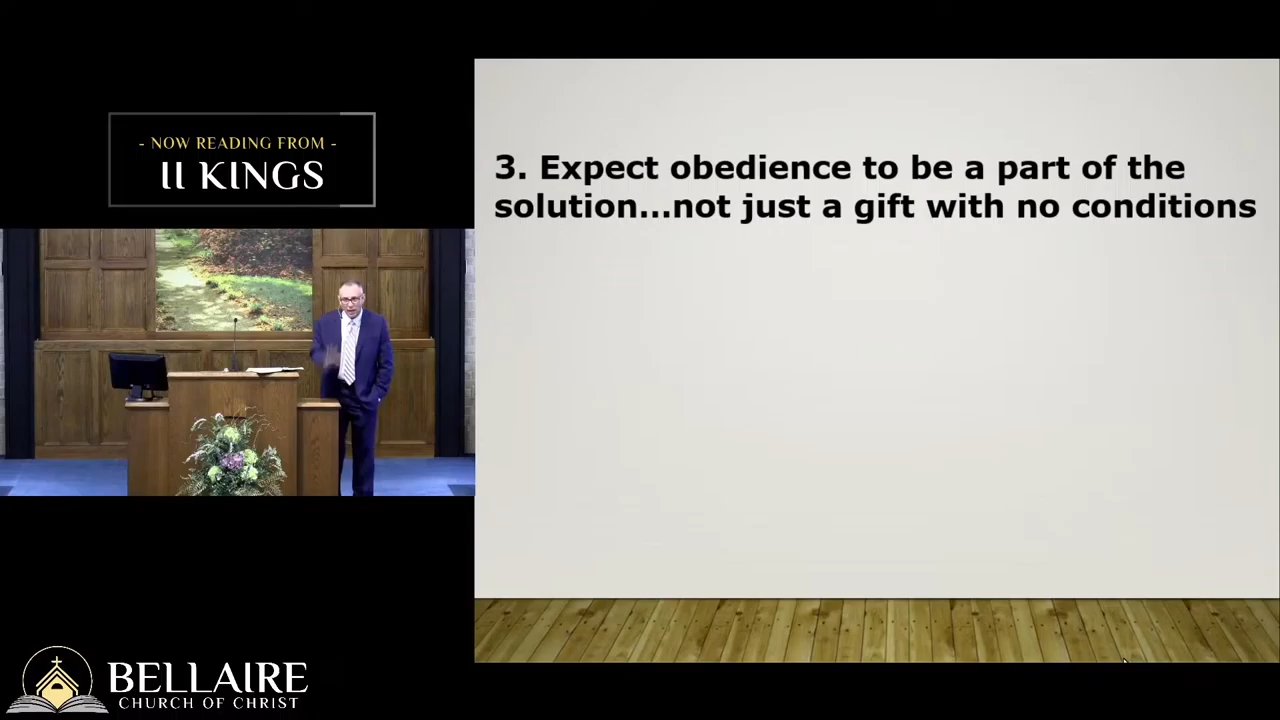 - NOW READING FROM -
II KINGS
3. Expect obedience to be a part of the
solution...not just a gift with no conditions
BELLAIRE
CHURCH OF CHRIST